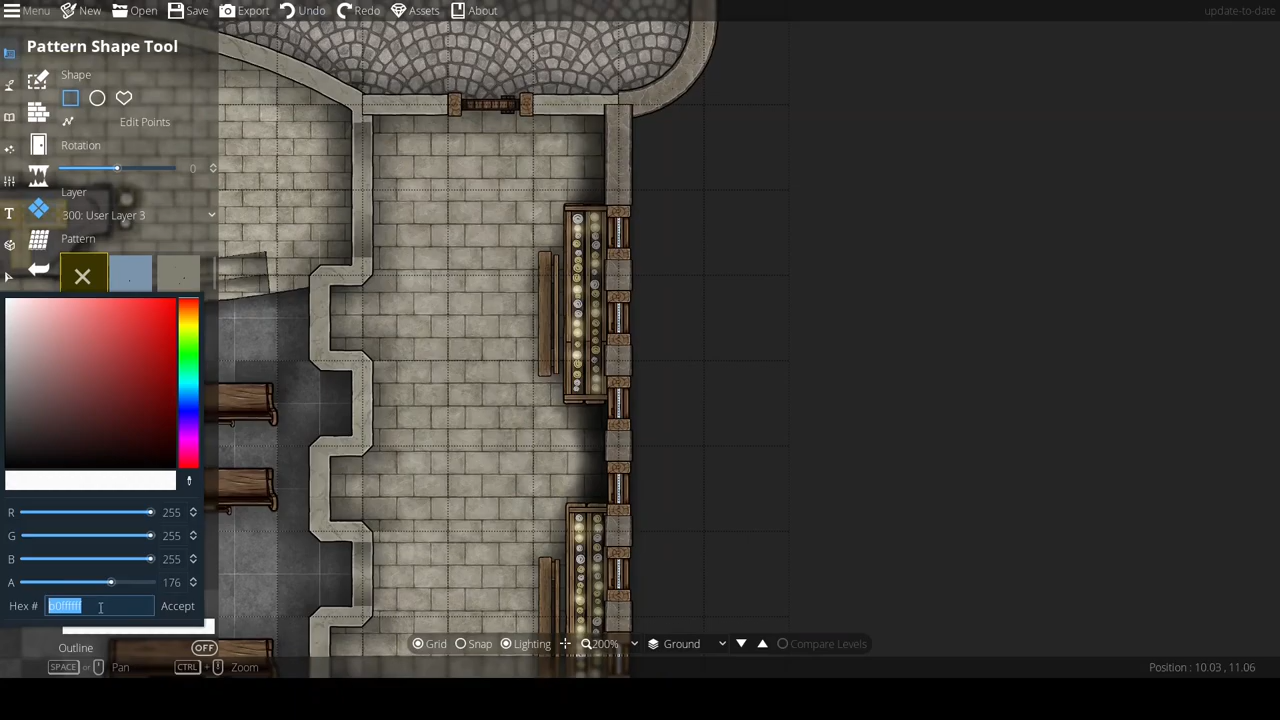 Menu New Open Save Export Undo Redo Assets About update-to-date
Pattern Shape Tool
Shape
Edit Points
Rotation
0
Layer
300: User Layer 3
Pattern
R 255
G 255
B 255
A 176
Hex # b0ffffff Accept
Outline OFF
Grid Snap Lighting 200% Ground Compare Levels
SPACE or Pan CTRL + Zoom Position : 10.03 , 11.06